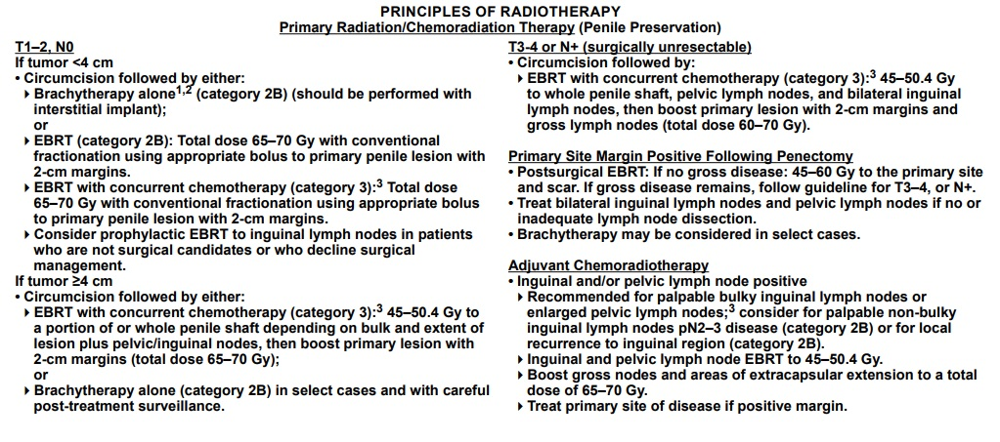 PRINCIPLES OF RADIOTHERAPY
Primary Radiation/Chemoradiation Therapy (Penile Preservation)
T1–2, N0
If tumor <4 cm
• Circumcision followed by either:
▸ Brachytherapy alone1,2 (category 2B) (should be performed with
interstitial implant);
or
▸ EBRT (category 2B): Total dose 65–70 Gy with conventional
fractionation using appropriate bolus to primary penile lesion with
2-cm margins.
▸ EBRT with concurrent chemotherapy (category 3):3 Total dose
65–70 Gy with conventional fractionation using appropriate bolus
to primary penile lesion with 2-cm margins.
▸ Consider prophylactic EBRT to inguinal lymph nodes in patients
who are not surgical candidates or who decline surgical
management.
If tumor ≥4 cm
• Circumcision followed by either:
▸ EBRT with concurrent chemotherapy (category 3):3 45–50.4 Gy to
a portion of or whole penile shaft depending on bulk and extent of
lesion plus pelvic/inguinal nodes, then boost primary lesion with
2-cm margins (total dose 65–70 Gy);
or
▸ Brachytherapy alone (category 2B) in select cases and with careful
post-treatment surveillance.
T3-4 or N+ (surgically unresectable)
• Circumcision followed by:
▸ EBRT with concurrent chemotherapy (category 3):3 45–50.4 Gy
to whole penile shaft, pelvic lymph nodes, and bilateral inguinal
lymph nodes, then boost primary lesion with 2-cm margins and
gross lymph nodes (total dose 60–70 Gy).
Primary Site Margin Positive Following Penectomy
• Postsurgical EBRT: If no gross disease: 45–60 Gy to the primary site
and scar. If gross disease remains, follow guideline for T3–4, or N+.
• Treat bilateral inguinal lymph nodes and pelvic lymph nodes if no or
inadequate lymph node dissection.
• Brachytherapy may be considered in select cases.
Adjuvant Chemoradiotherapy
• Inguinal and/or pelvic lymph node positive
▸ Recommended for palpable bulky inguinal lymph nodes or
enlarged pelvic lymph nodes;3 consider for palpable non-bulky
inguinal lymph nodes pN2–3 disease (category 2B) or for local
recurrence to inguinal region (category 2B).
▸ Inguinal and pelvic lymph node EBRT to 45–50.4 Gy.
▸ Boost gross nodes and areas of extracapsular extension to a total
dose of 65–70 Gy.
▸ Treat primary site of disease if positive margin.